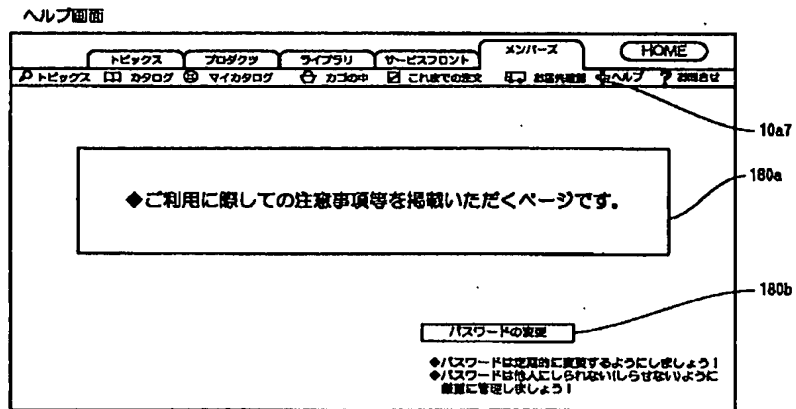 ヘルプ画面
トピックス プロダクツ ライブラリ サービスフロント メンバーズ HOME
トピックス カタログ マイカタログ カゴの中 これまでの注文 お届先確認 ヘルプ ? お問合せ
10a7
180a
◆ご利用に際しての注意事項等を掲載いただくページです。
180b
パスワードの変更
◆パスワードは定期的に変更するようにしましょう!
◆パスワードは他人にしられない(しらせない)ように
厳重に管理しましょう!